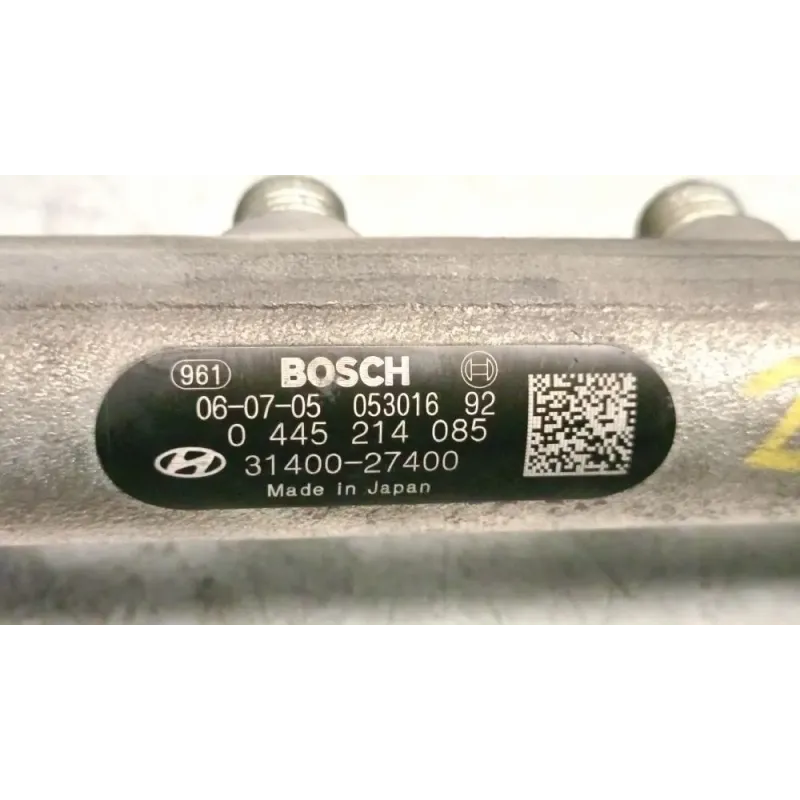 961 BOSCH
06-07-05 053016 92
0 445 214 085
31400-27400
Made in Japan